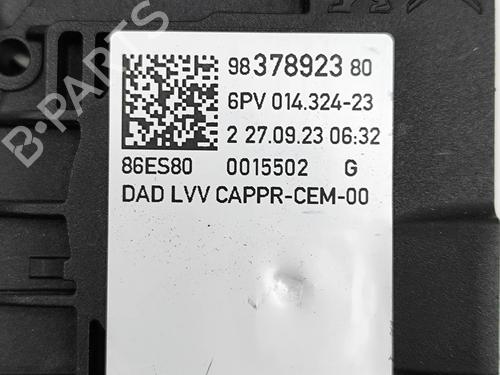 98 378923 80
6PV 014.324-23
2 27.09.23 06:32
86ES80 0015502 G
DAD LVV CAPPR-CEM-00
B-PARTS